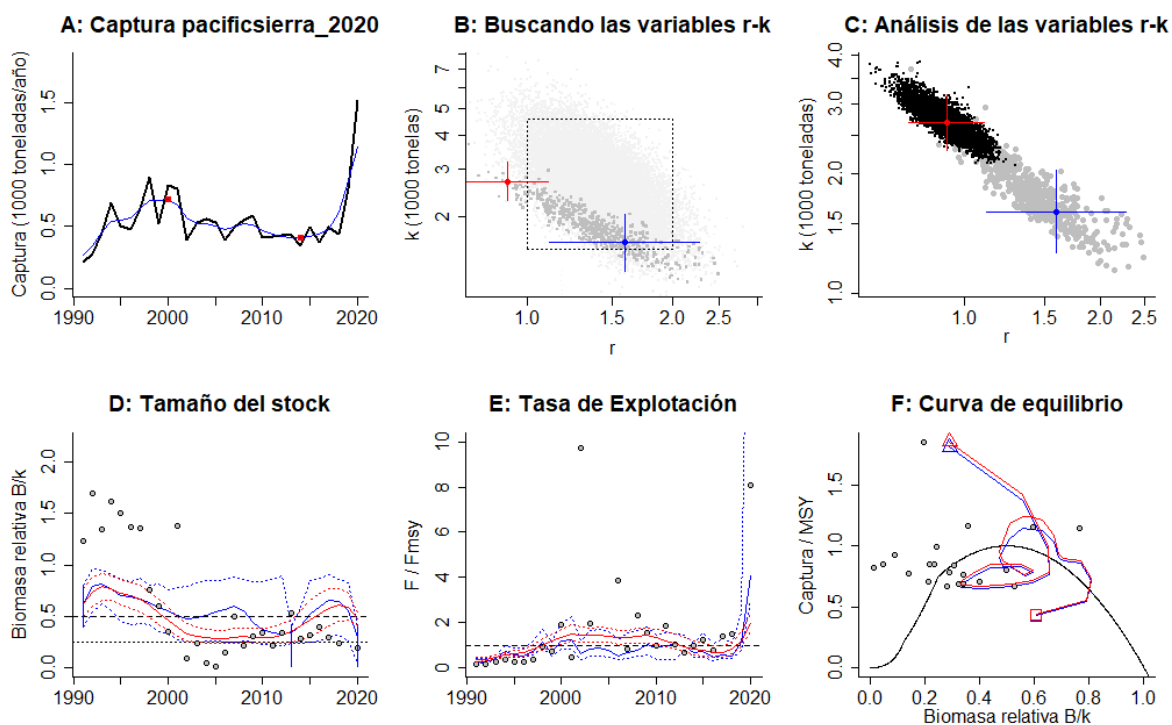 A: Captura pacificsierra_2020
Captura (1000 toneladas/año)
0.0 0.5 1.0 1.5
1990 2000 2010 2020
B: Buscando las variables r-k
k (1000 tonelas)
2 3 4 5 7
1.0 1.5 2.0 2.5
r
C: Análisis de las variables r-k
k (1000 toneladas)
1.0 1.5 2.0 3.0 4.0
1.0 1.5 2.0 2.5
r
D: Tamaño del stock
Biomasa relativa B/k
0.0 0.5 1.0 1.5 2.0
1990 2000 2010 2020
E: Tasa de Explotación
F / Fmsy
0 2 4 6 8 10
1990 2000 2010 2020
F: Curva de equilibrio
Captura / MSY
0.0 0.5 1.0 1.5
0.0 0.2 0.4 0.6 0.8 1.0
Biomasa relativa B/k